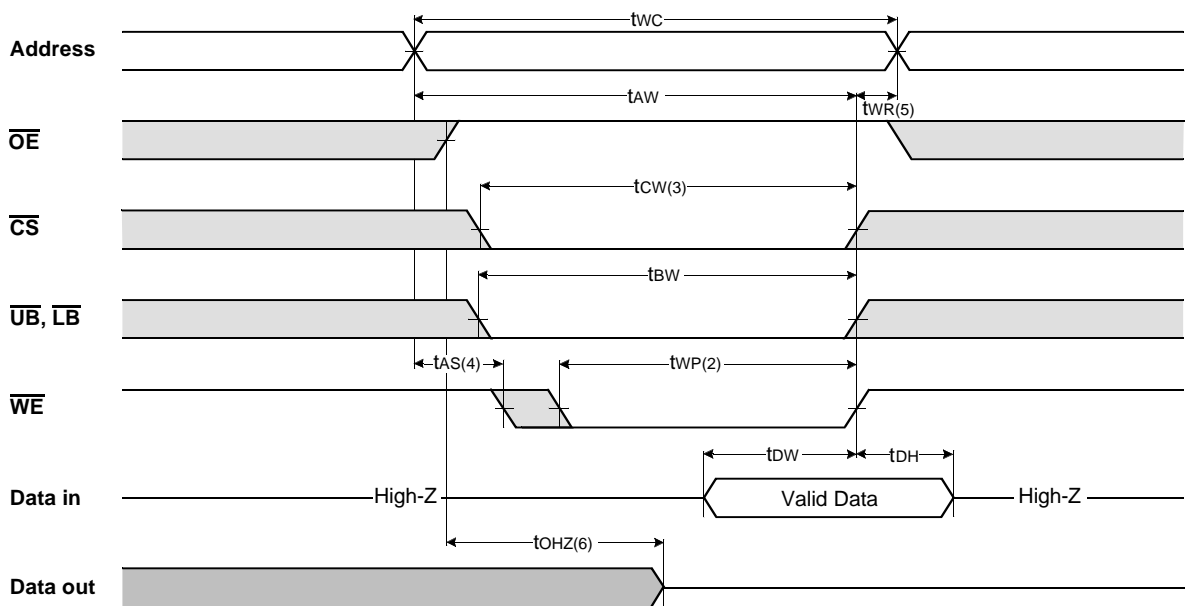 tWC
Address
tAW
tWR(5)
OE
tCW(3)
CS
tBW
UB, LB
tAS(4)
tWP(2)
WE
tDW
tDH
Data in
High-Z
Valid Data
High-Z
tOHZ(6)
Data out